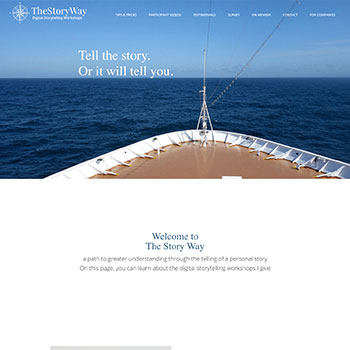 TheStoryWay
Digital Storytelling Workshops
TIPS & TRICKS PARTICIPANT VIDEOS TESTIMONIALS SURVEY AN ANSWER CONTACT FOR COMPANIES
Tell the story.
Or it will tell you.
Welcome to
The Story Way
a path to greater understanding through the telling of a personal story
On this page, you can learn about the digital storytelling workshops I give